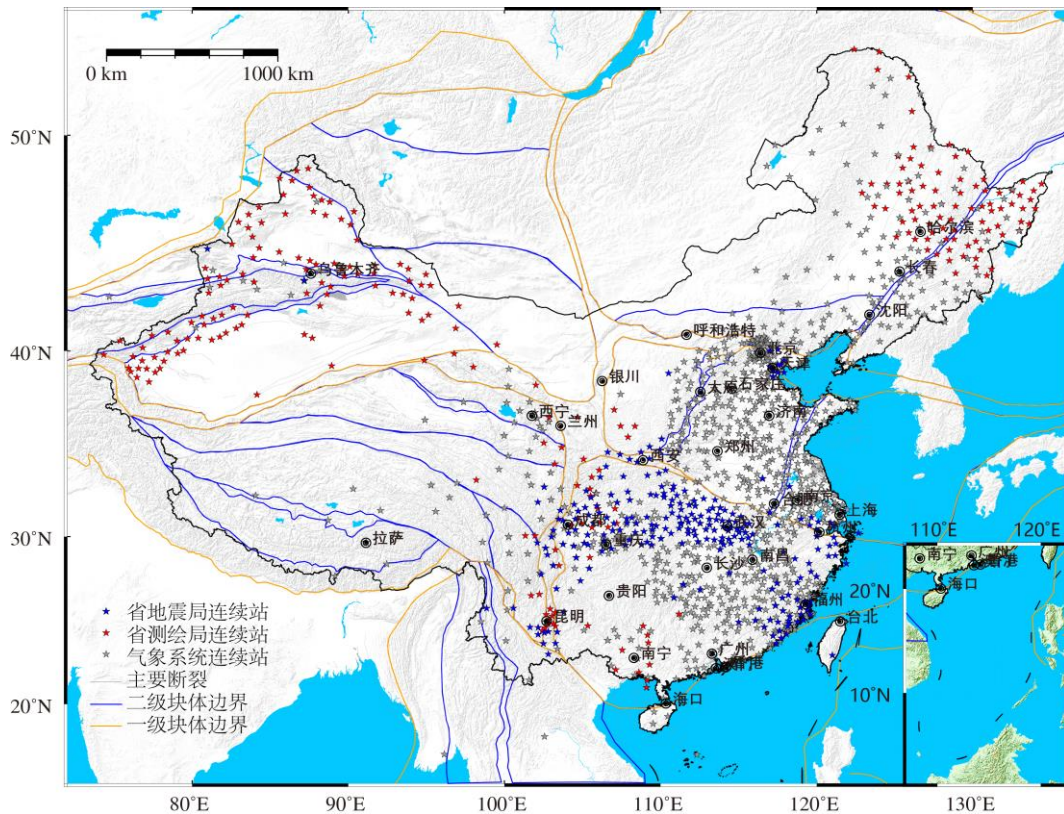 0 km
1000 km
50°N
40°N
30°N
20°N
哈尔滨
长春
沈阳
乌鲁木齐
呼和浩特
北京
天津
银川
太原
石家庄
西宁
兰州
济南
西安
郑州
合肥
南京
上海
成都
武汉
杭州
拉萨
重庆
南昌
长沙
贵阳
福州
昆明
台北
南宁
广州
香港
海口
110°E
120°E
20°N
10°N
南宁
广州
香港
海口
省地震局连续站
省测绘局连续站
气象系统连续站
主要断裂
二级块体边界
一级块体边界
80°E
90°E
100°E
110°E
120°E
130°E